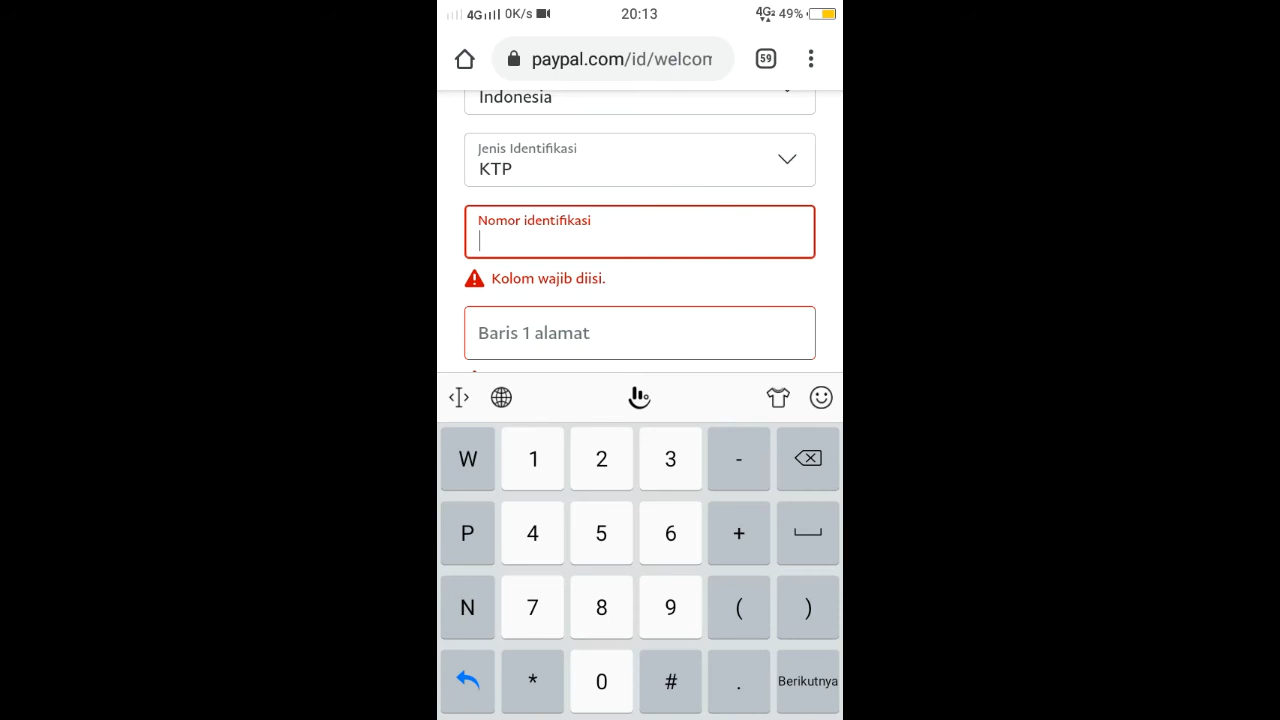 4G 0K/s 20:13 4G 49%
paypal.com/id/welcom 59
Indonesia
Jenis Identifikasi
KTP
Nomor identifikasi
Kolom wajib diisi.
Baris 1 alamat
W 1 2 3 -
P 4 5 6 +
N 7 8 9 ( )
* 0 # . Berikutnya